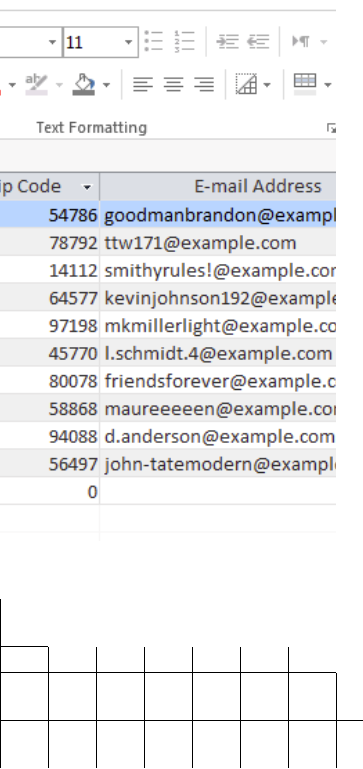 11
Text Formatting
ip Code E-mail Address
54786 goodmanbrandon@exampl
78792 ttw171@example.com
14112 smithyrules!@example.cor
64577 kevinjohnson192@example
97198 mkmillerlight@example.co
45770 l.schmidt.4@example.com
80078 friendsforever@example.c
58868 maureeeeen@example.cor
94088 d.anderson@example.com
56497 john-tatemodern@exampl
0